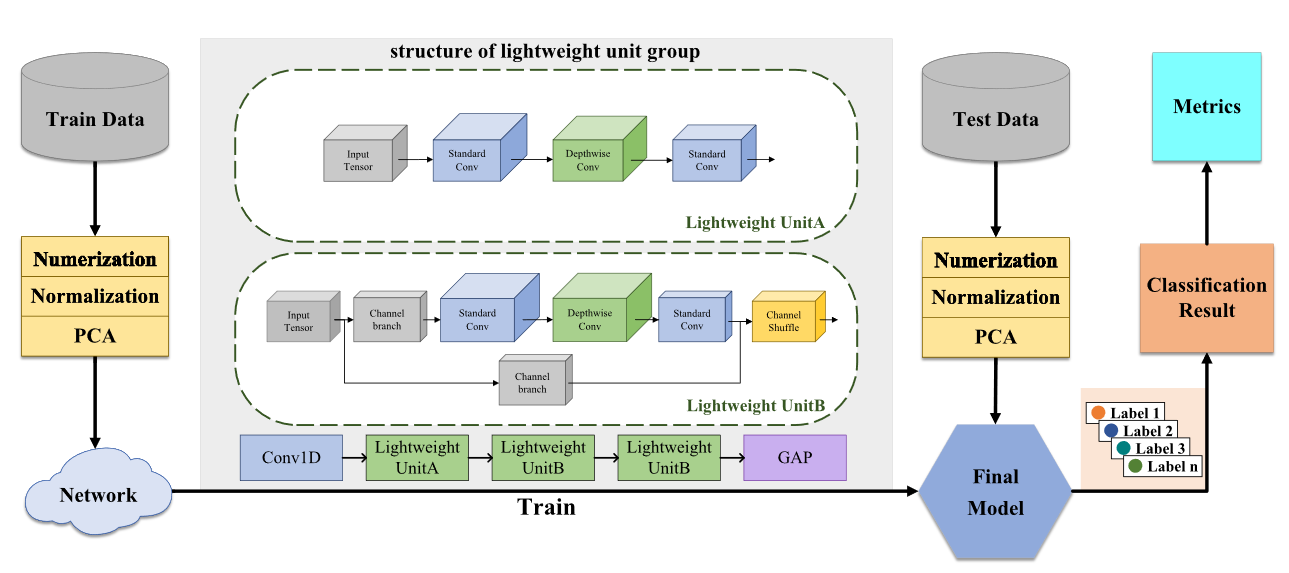 structure of lightweight unit group
Train Data
Numerization
Normalization
PCA
Network
Input
Tensor
Standard
Conv
Depthwise
Conv
Standard
Conv
Lightweight UnitA
Input
Tensor
Channel
branch
Standard
Conv
Depthwise
Conv
Standard
Conv
Channel
Shuffle
Channel
branch
Lightweight UnitB
Conv1D
Lightweight
UnitA
Lightweight
UnitB
Lightweight
UnitB
GAP
Train
Test Data
Numerization
Normalization
PCA
Final
Model
Label 1
Label 2
Label 3
Label n
Classification
Result
Metrics